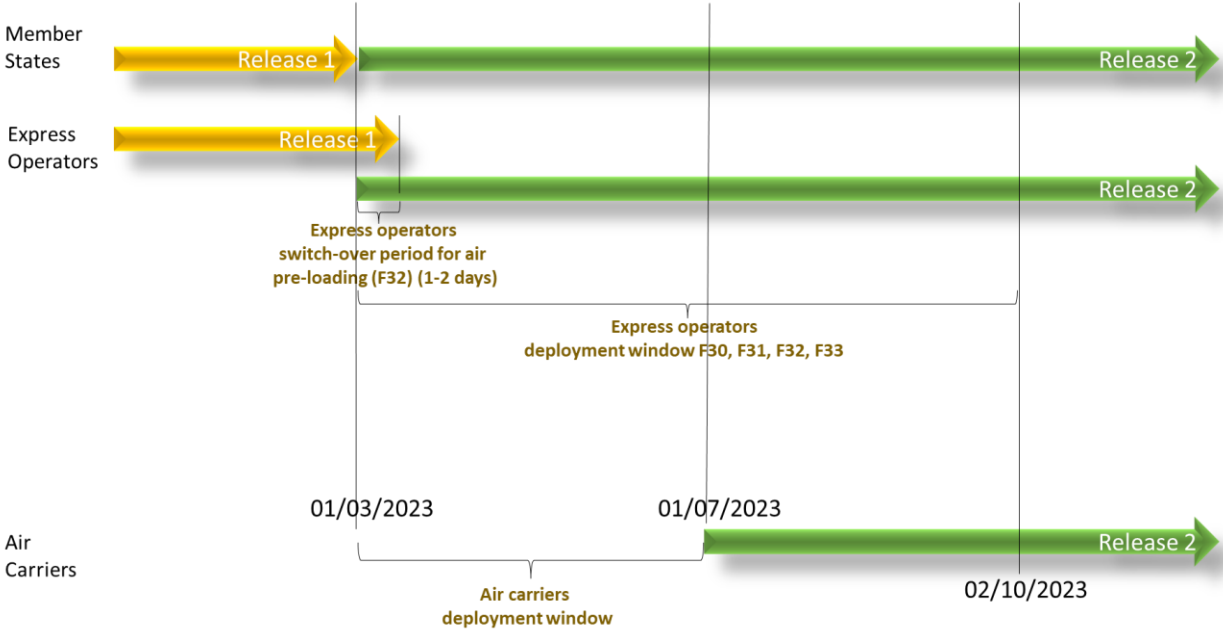 Member
States
Release 1
Release 2
Express
Operators
Release 1
Release 2
Express operators
switch-over period for air
pre-loading (F32) (1-2 days)
Express operators
deployment window F30, F31, F32, F33
01/03/2023
01/07/2023
Air
Carriers
Release 2
02/10/2023
Air carriers
deployment window